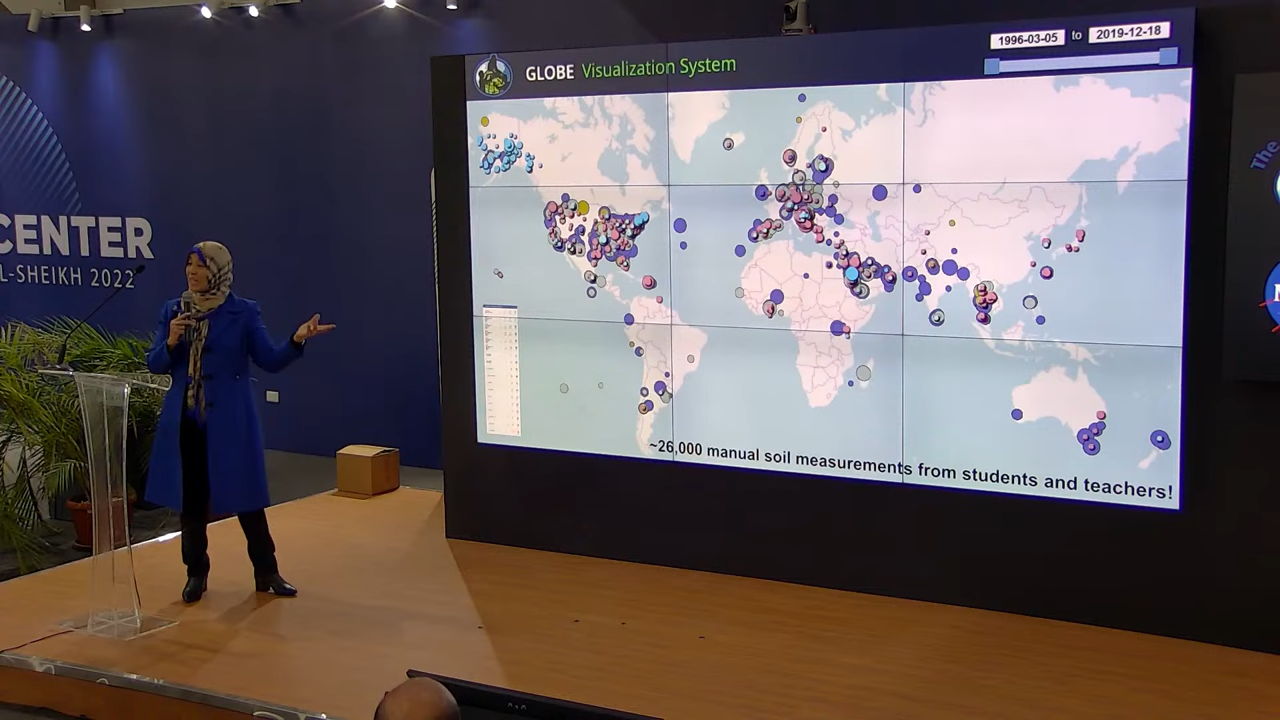 CENTER
L-SHEIKH 2022
GLOBE Visualization System
1996-03-05 to 2019-12-18
~26,000 manual soil measurements from students and teachers!
The